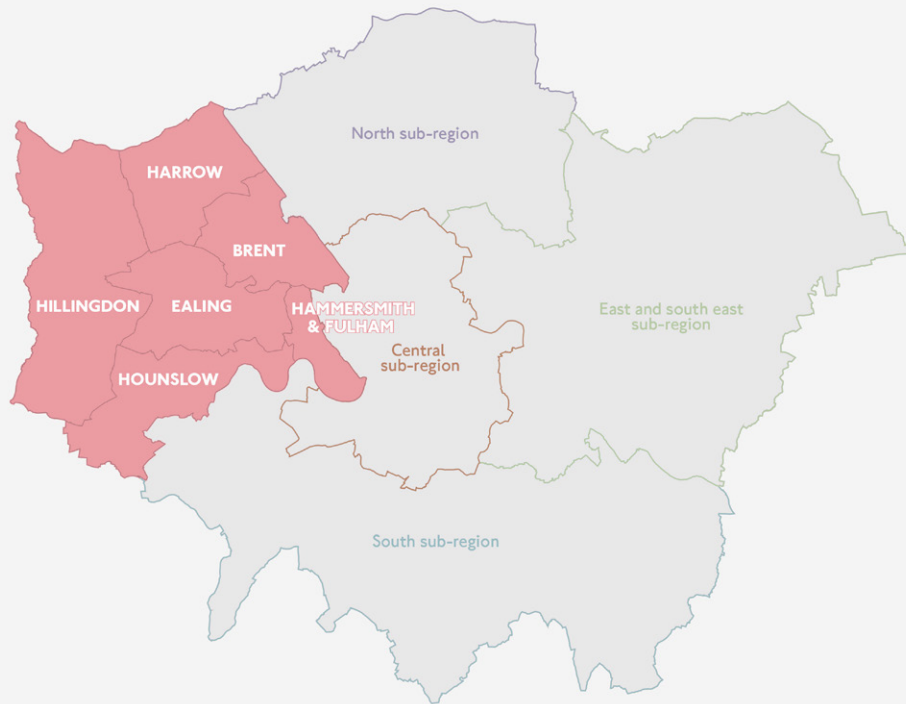 North sub-region
HARROW
BRENT
HILLINGDON
EALING
HAMMERSMITH
& FULHAM
East and south east
sub-region
Central
sub-region
HOUNSLOW
South sub-region